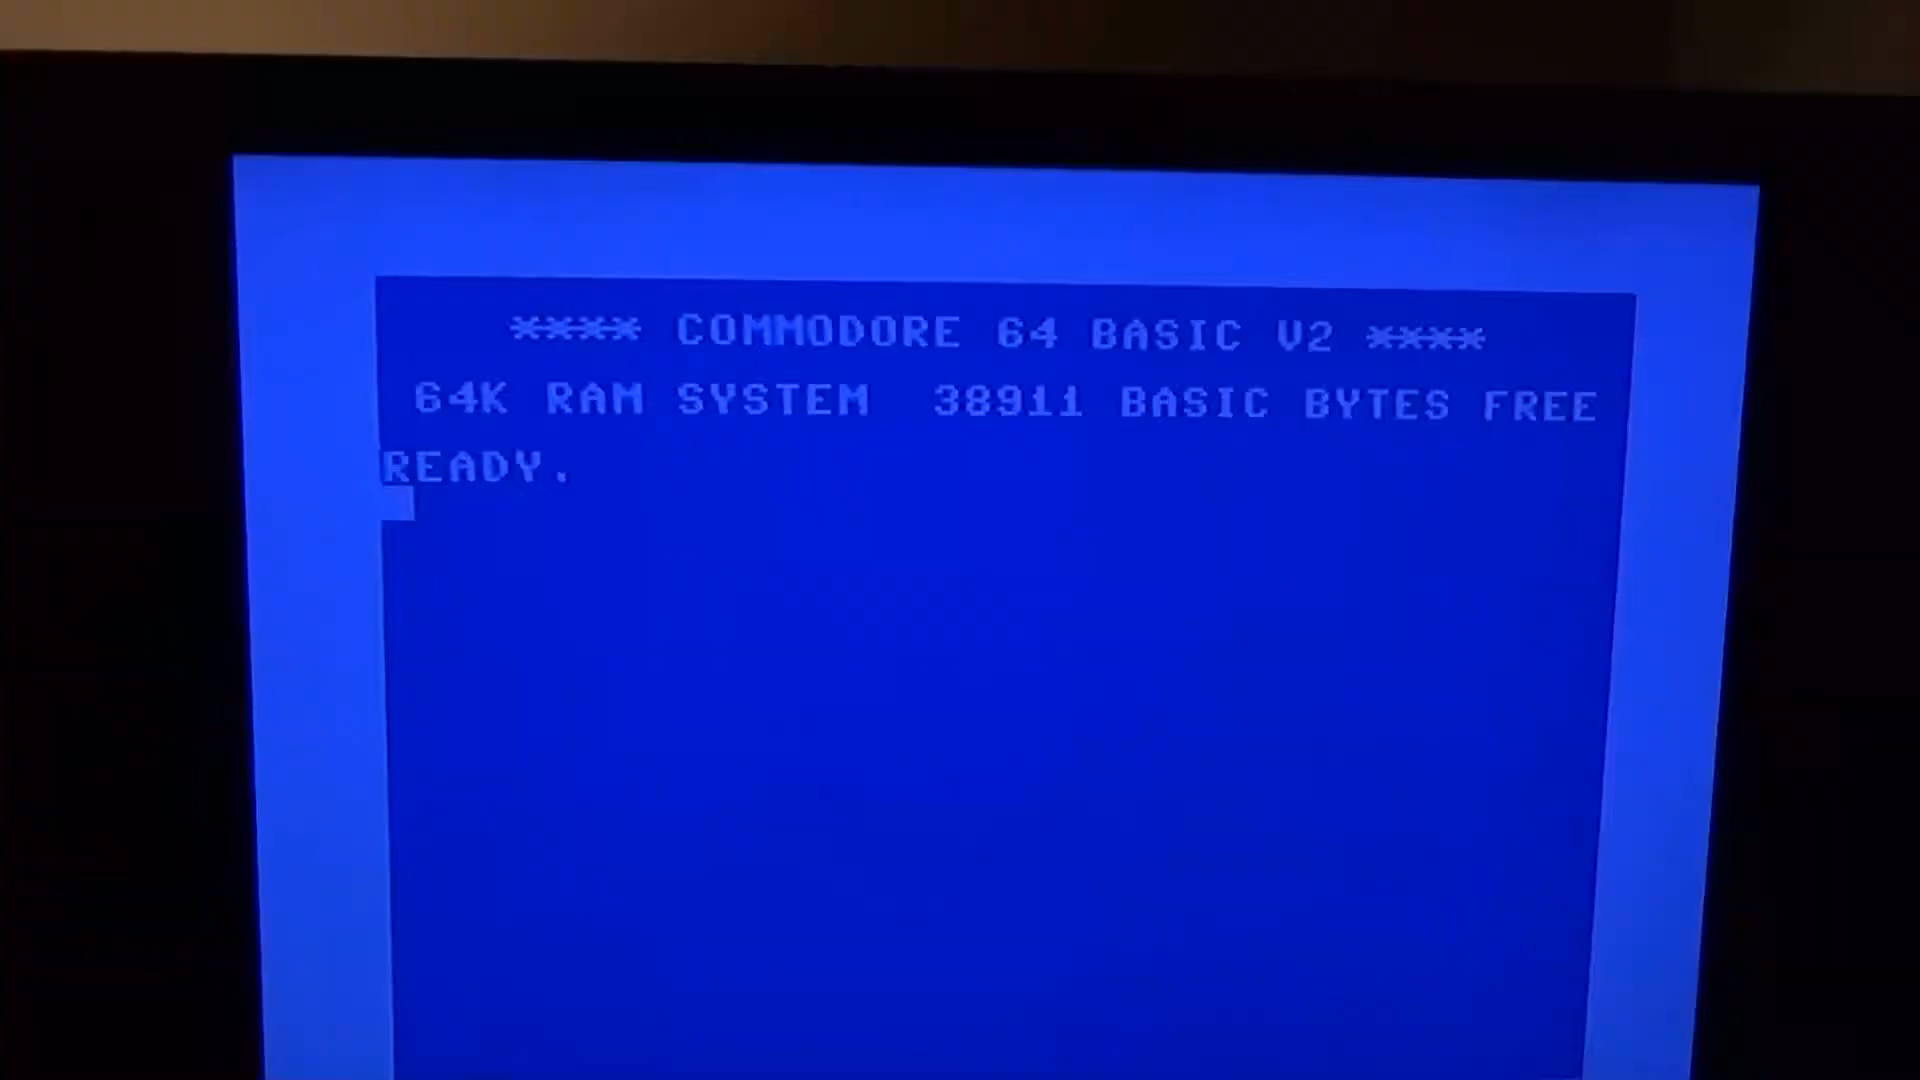 **** COMMODORE 64 BASIC V2 ****
64K RAM SYSTEM  38911 BASIC BYTES FREE
READY.